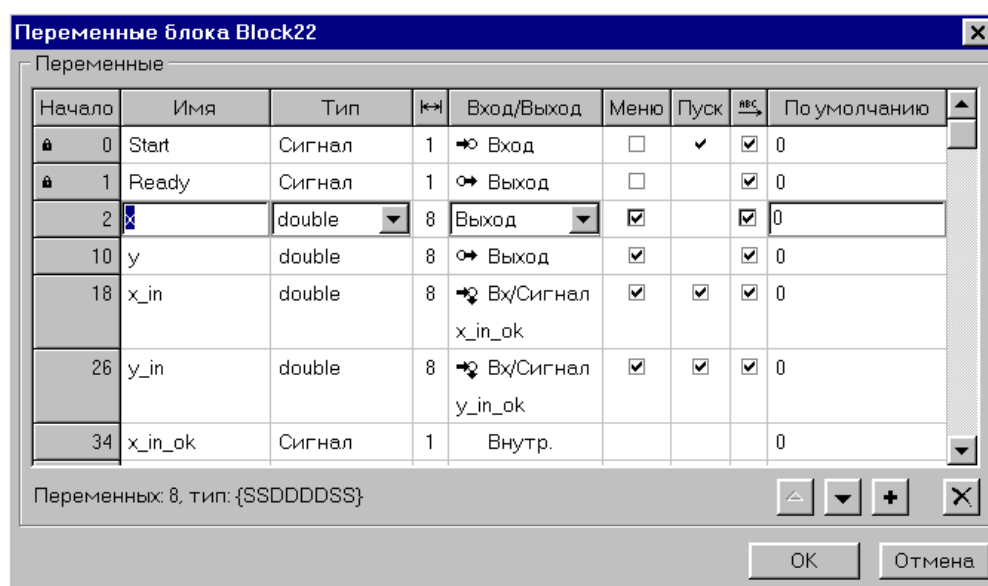 Переменные блока Block22
Переменные
Начало Имя Тип Вход/Выход Меню Пуск ABC По умолчанию
0 Start Сигнал 1 Вход 0
1 Ready Сигнал 1 Выход 0
2 x double 8 Выход 0
10 y double 8 Выход 0
18 x_in double 8 Вх/Сигнал 0
x_in_ok
26 y_in double 8 Вх/Сигнал 0
y_in_ok
34 x_in_ok Сигнал 1 Внутр. 0
Переменных: 8, тип: {SSDDDDSS}
OK Отмена